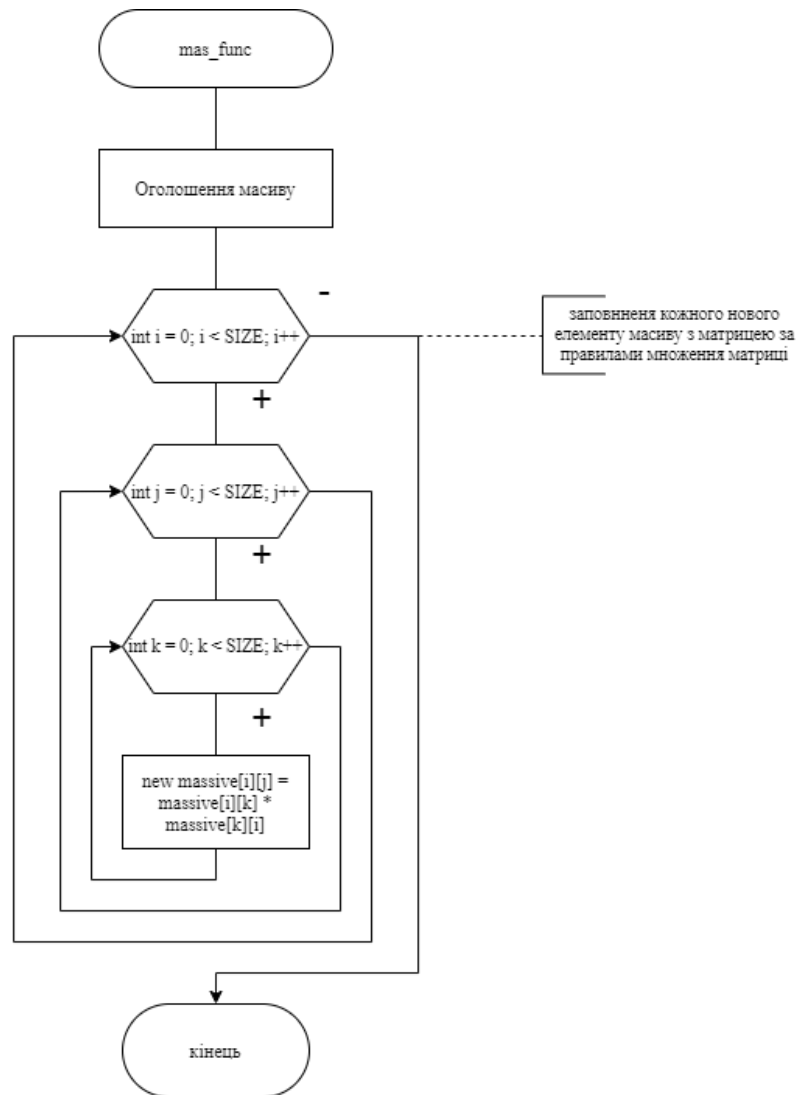 mas_func
Оголошення масиву
-
int i = 0; i < SIZE; i++
заповнненя кожного нового
елементу масиву з матрицею за
правилами множення матриці
+
int j = 0; j < SIZE; j++
+
int k = 0; k < SIZE; k++
+
new massive[i][j] =
massive[i][k] *
massive[k][i]
кінець